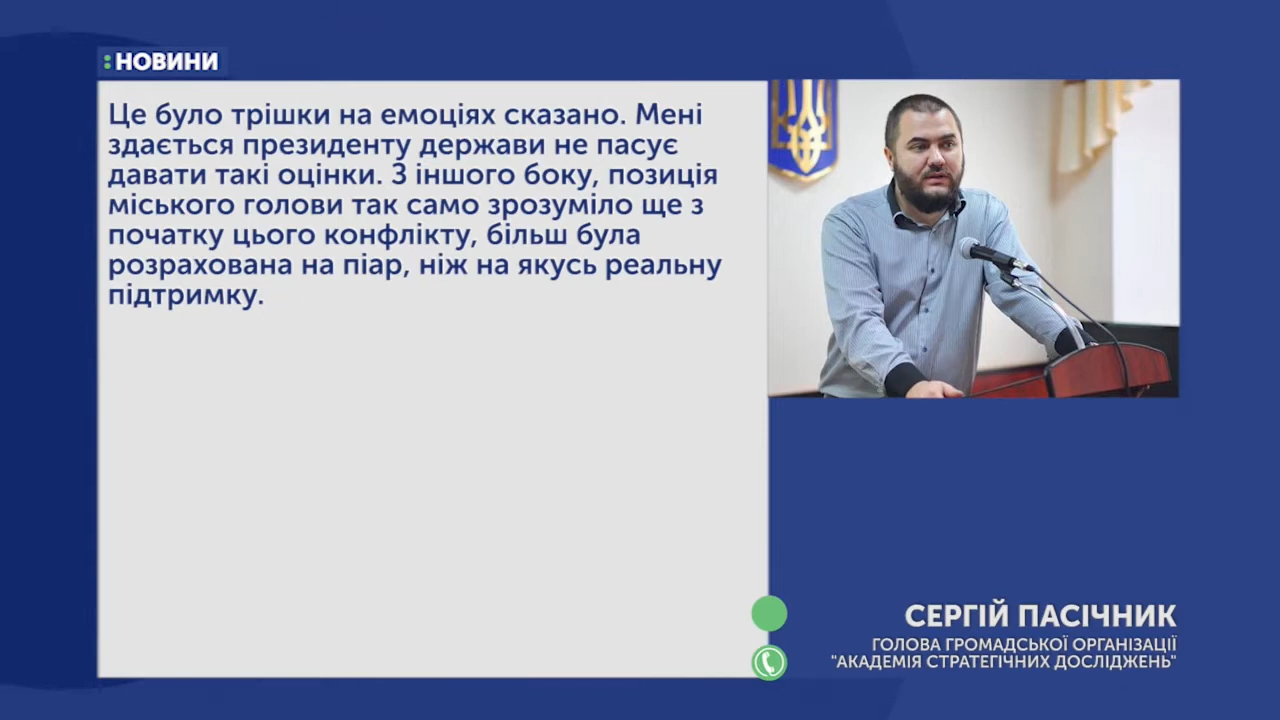 :НОВИНИ
Це було трішки на емоціях сказано. Мені
здається президенту держави не пасує
давати такі оцінки. З іншого боку, позиція
міського голови так само зрозуміло ще з
початку цього конфлікту, більш була
розрахована на піар, ніж на якусь реальну
підтримку.
СЕРГІЙ ПАСІЧНИК
ГОЛОВА ГРОМАДСЬКОЇ ОРГАНІЗАЦІЇ
"АКАДЕМІЯ СТРАТЕГІЧНИХ ДОСЛІДЖЕНЬ"